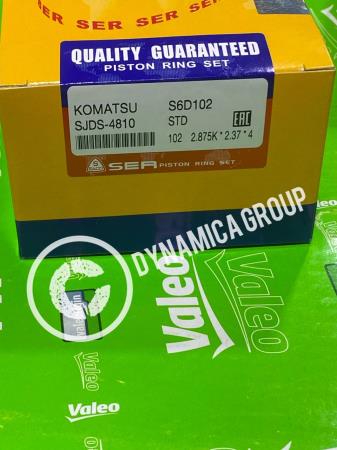 SER SER SER SER
QUALITY GUARANTEED
PISTON RING SET
KOMATSU S6D102
SJDS-4810 STD
102 2.875K*2.37*4
EAC
SER PISTON RING SET
DYNAMICA GROUP
Valeo
Valeo
Valeo
Valeo